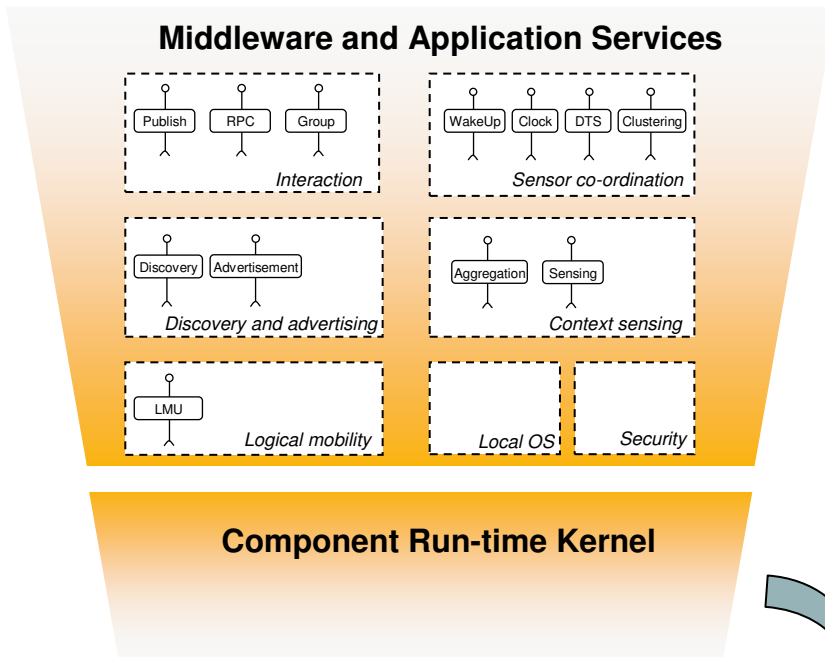 Middleware and Application Services
Publish RPC Group
Interaction
WakeUp Clock DTS Clustering
Sensor co-ordination
Discovery Advertisement
Discovery and advertising
Aggregation Sensing
Context sensing
LMU
Logical mobility
Local OS
Security
Component Run-time Kernel